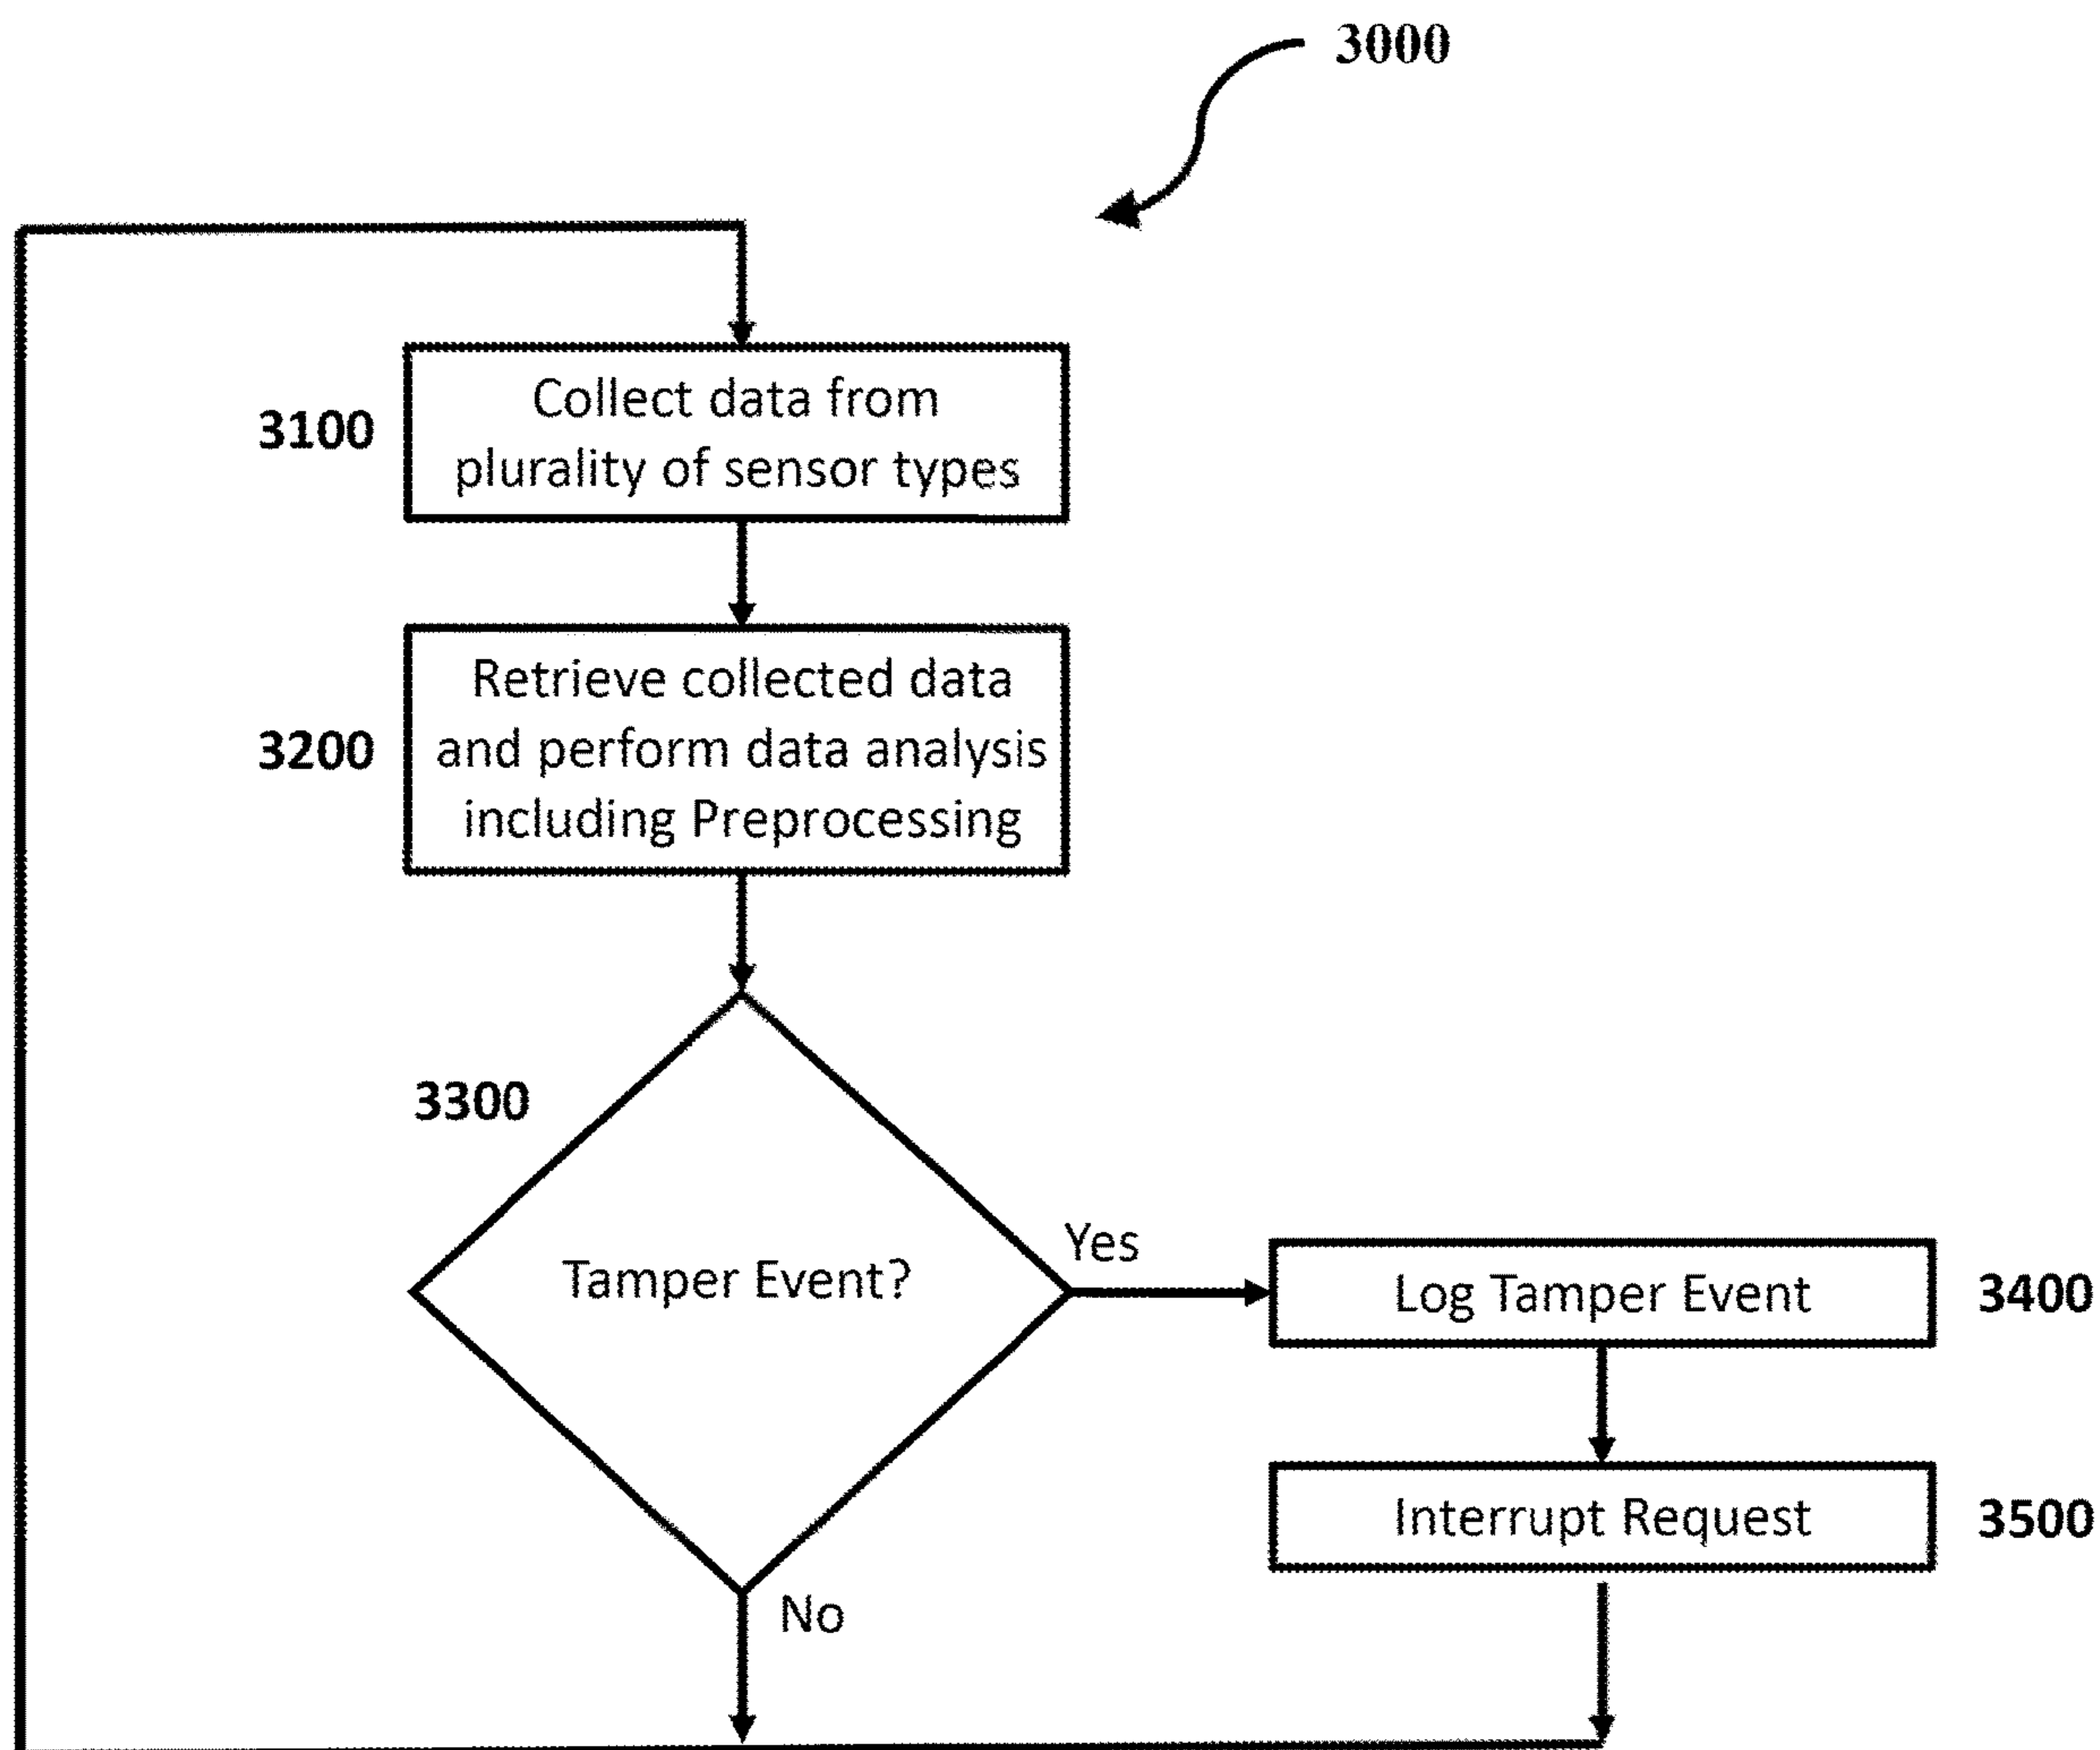 3000
3100
Collect data from
plurality of sensor types
3200
Retrieve collected data
and perform data analysis
including Preprocessing
3300
Tamper Event?
Yes
Log Tamper Event
3400
Interrupt Request
3500
No